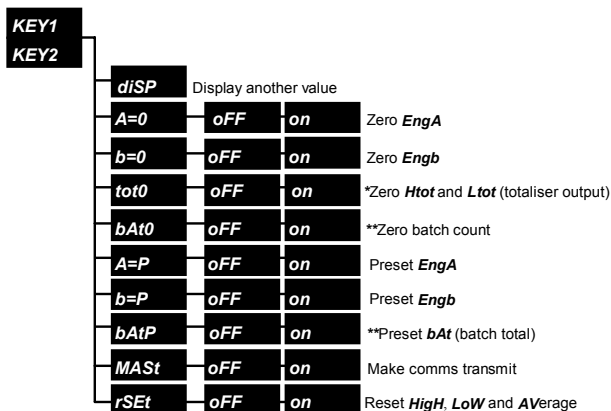 KEY1
KEY2
diSP Display another value
A=0 oFF on Zero EngA
b=0 oFF on Zero Engb
tot0 oFF on *Zero Htot and Ltot (totaliser output)
bAt0 oFF on **Zero batch count
A=P oFF on Preset EngA
b=P oFF on Preset Engb
bAtP oFF on **Preset bAt (batch total)
MASt oFF on Make comms transmit
rSEt oFF on Reset HigH, LoW and AVerage